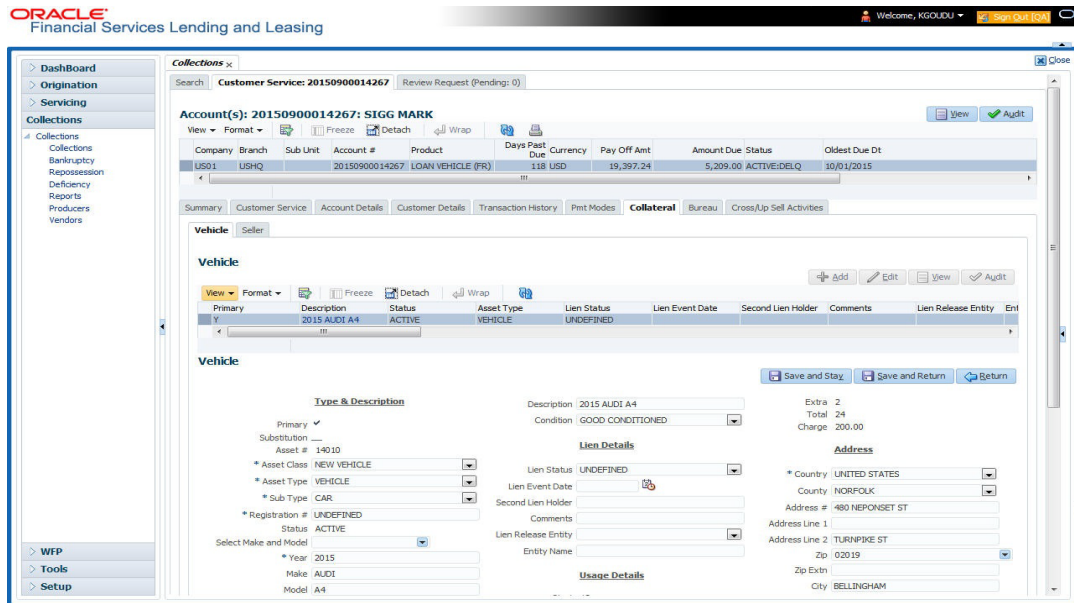 ORACLE
Financial Services Lending and Leasing
Welcome, KGOUDU
Sign Out [QA]
Close
DashBoard
Origination
Servicing
Collections
Collections
Collections
Bankruptcy
Repossession
Deficiency
Reports
Producers
Vendors
WFP
Tools
Setup
Collections x
Search Customer Service: 20150900014267 Review Request (Pending: 0)
Account(s): 20150900014267: SIGG MARK
View Audit
View Format Freeze Detach Wrap
Company Branch Sub Unit Account # Product Days Past Due Currency Pay Off Amt Amount Due Status Oldest Due Dt
US01 USHQ 20150900014267 LOAN VEHICLE (FR) 118 USD 19,397.24 5,209.00 ACTIVE:DELQ 10/01/2015
Summary Customer Service Account Details Customer Details Transaction History Pmt Modes Collateral Bureau Cross/Up Sell Activities
Vehicle Seller
Vehicle
Add Edit View Audit
View Format Freeze Detach Wrap
Primary Description Status Asset Type Lien Status Lien Event Date Second Lien Holder Comments Lien Release Entity Ent
Y 2015 AUDI A4 ACTIVE VEHICLE UNDEFINED
Vehicle
Save and Stay Save and Return Return
Type & Description
Primary
Substitution
Asset # 14010
* Asset Class NEW VEHICLE
* Asset Type VEHICLE
* Sub Type CAR
* Registration # UNDEFINED
Status ACTIVE
Select Make and Model
* Year 2015
Make AUDI
Model A4
Description 2015 AUDI A4
Condition GOOD CONDITIONED
Lien Details
Lien Status UNDEFINED
Lien Event Date
Second Lien Holder
Comments
Lien Release Entity
Entity Name
Usage Details
Extra 2
Total 24
Charge 200.00
Address
* Country UNITED STATES
County NORFOLK
Address # 480 NEPONSET ST
Address Line 1
Address Line 2 TURNPIKE ST
Zip 02019
Zip Extn
City BELLINGHAM